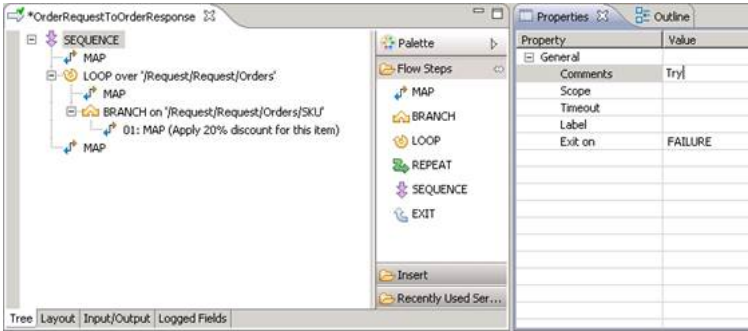 *OrderRequestToOrderResponse
SEQUENCE
MAP
LOOP over '/Request/Request/Orders'
MAP
BRANCH on '/Request/Request/Orders/SKU'
01: MAP (Apply 20% discount for this item)
MAP
Palette
Flow Steps
MAP
BRANCH
LOOP
REPEAT
SEQUENCE
EXIT
Insert
Recently Used Ser...
Tree Layout Input/Output Logged Fields
Properties Outline
Property Value
General
Comments Try
Scope
Timeout
Label
Exit on FAILURE